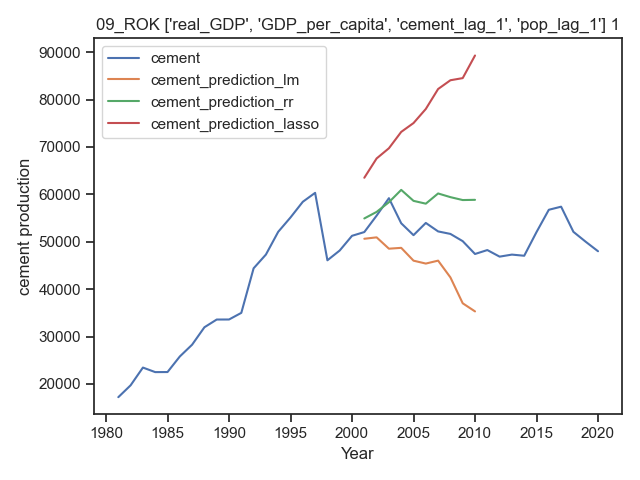 09_ROK ['real_GDP', 'GDP_per_capita', 'cement_lag_1', 'pop_lag_1'] 1
cement
cement_prediction_lm
cement_prediction_rr
cement_prediction_lasso
90000
80000
70000
60000
50000
40000
30000
20000
cement production
1980 1985 1990 1995 2000 2005 2010 2015 2020
Year